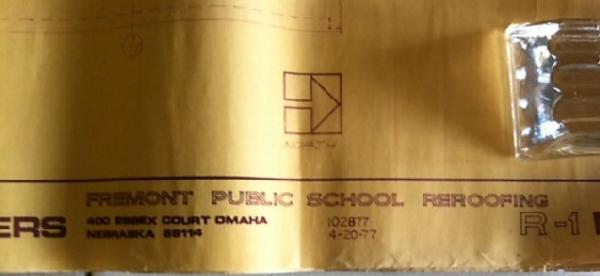 NORTH
FREMONT PUBLIC SCHOOL REROOFING
ERS 400 ESSEX COURT OMAHA 102877 R-1
NEBRASKA 68114 4-20-77